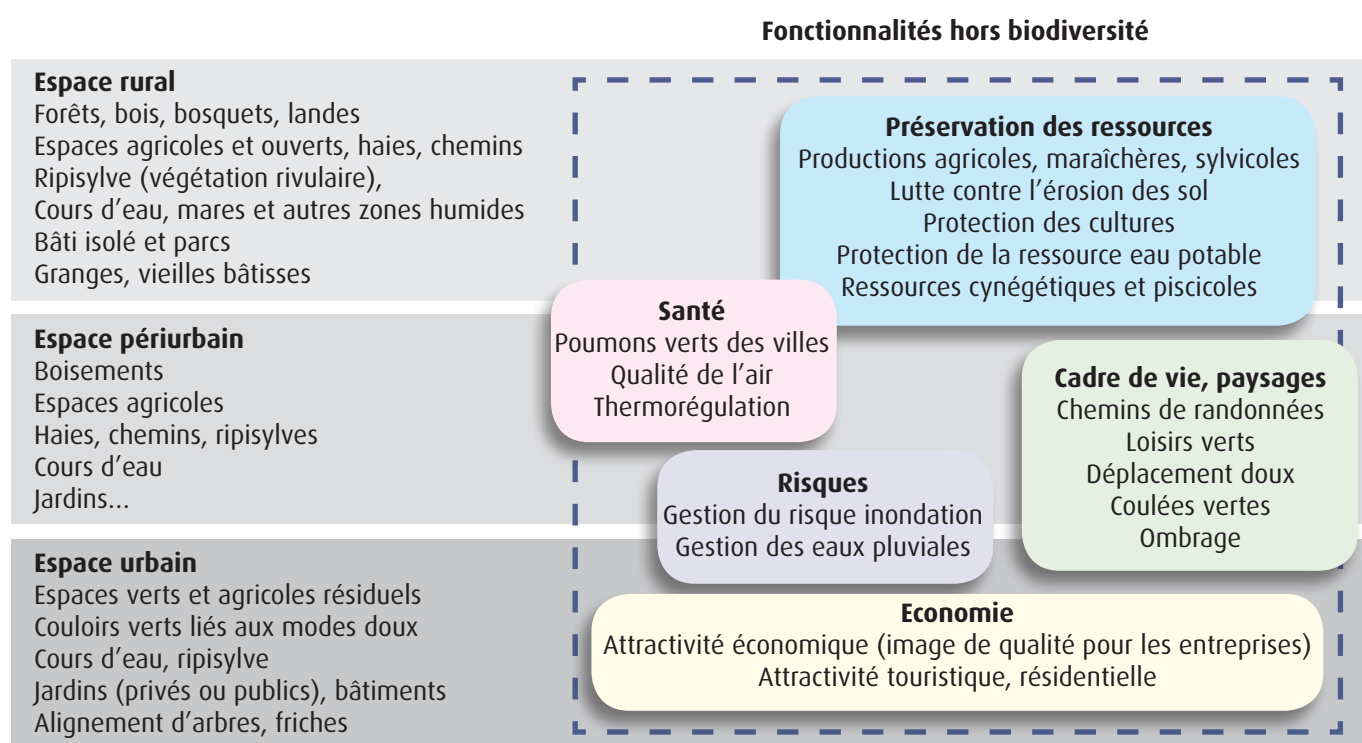 Fonctionnalités hors biodiversité
Espace rural
Forêts, bois, bosquets, landes
Espaces agricoles et ouverts, haies, chemins
Ripisylve (végétation rivulaire),
Cours d'eau, mares et autres zones humides
Bâti isolé et parcs
Granges, vieilles bâtisses
Préservation des ressources
Productions agricoles, maraîchères, sylvicoles
Lutte contre l'érosion des sol
Protection des cultures
Protection de la ressource eau potable
Ressources cynégétiques et piscicoles
Santé
Poumons verts des villes
Qualité de l'air
Thermorégulation
Espace périurbain
Boisements
Espaces agricoles
Haies, chemins, ripisylves
Cours d'eau
Jardins...
Cadre de vie, paysages
Chemins de randonnées
Loisirs verts
Déplacement doux
Coulées vertes
Ombrage
Risques
Gestion du risque inondation
Gestion des eaux pluviales
Espace urbain
Espaces verts et agricoles résiduels
Couloirs verts liés aux modes doux
Cours d'eau, ripisylve
Jardins (privés ou publics), bâtiments
Alignement d'arbres, friches
Economie
Attractivité économique (image de qualité pour les entreprises)
Attractivité touristique, résidentielle